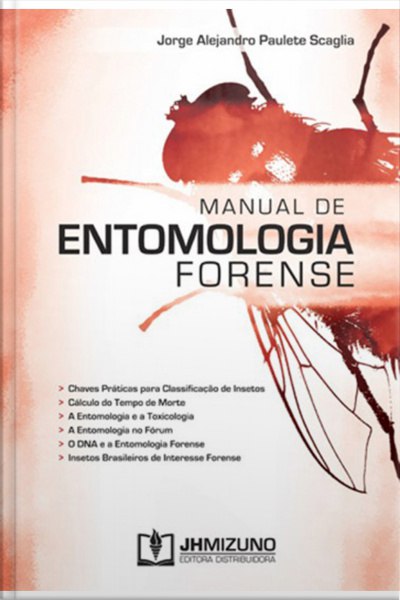 Jorge Alejandro Paulete Scaglia
MANUAL DE
ENTOMOLOGIA
FORENSE
> Chaves Práticas para Classificação de Insetos
> Cálculo do Tempo de Morte
> A Entomologia e a Toxicologia
> A Entomologia no Fórum
> O DNA e a Entomologia Forense
> Insetos Brasileiros de Interesse Forense
JHMIZUNO
EDITORA DISTRIBUIDORA